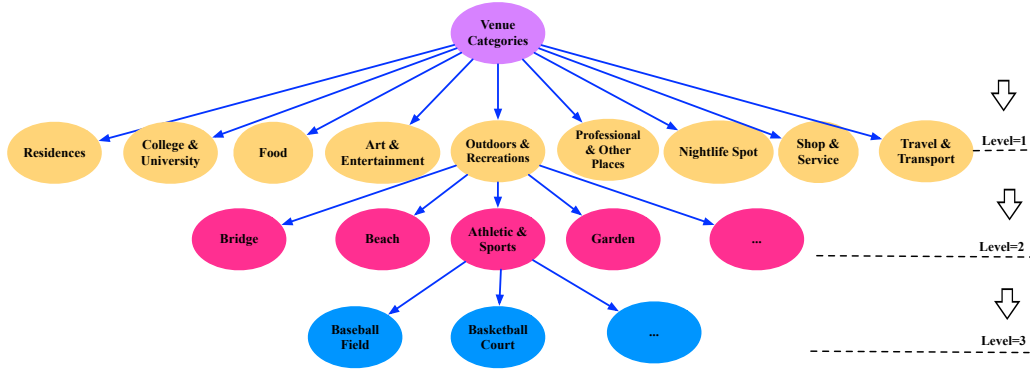 Venue
Categories
Residences
College &
University
Food
Art &
Entertainment
Outdoors &
Recreations
Professional
& Other
Places
Nightlife Spot
Shop &
Service
Travel &
Transport
Level=1
Bridge
Beach
Athletic &
Sports
Garden
...
Level=2
Baseball
Field
Basketball
Court
...
Level=3